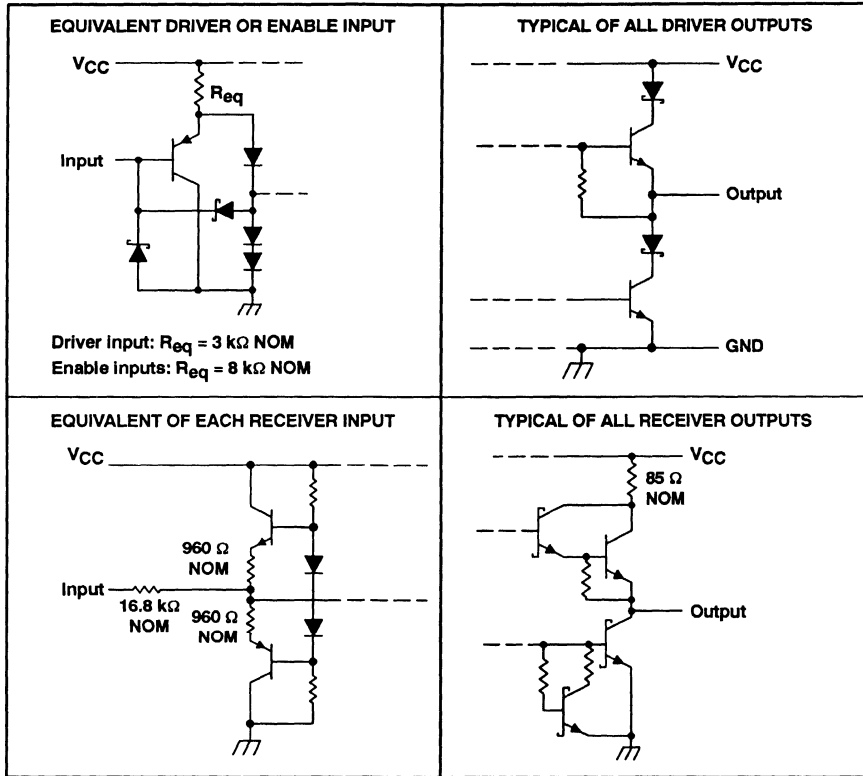 EQUIVALENT DRIVER OR ENABLE INPUT
VCC
Req
Input
Driver input: Req = 3 kΩ NOM
Enable inputs: Req = 8 kΩ NOM
TYPICAL OF ALL DRIVER OUTPUTS
VCC
Output
GND
EQUIVALENT OF EACH RECEIVER INPUT
VCC
960 Ω
NOM
Input
16.8 kΩ
NOM
960 Ω
NOM
TYPICAL OF ALL RECEIVER OUTPUTS
VCC
85 Ω
NOM
Output